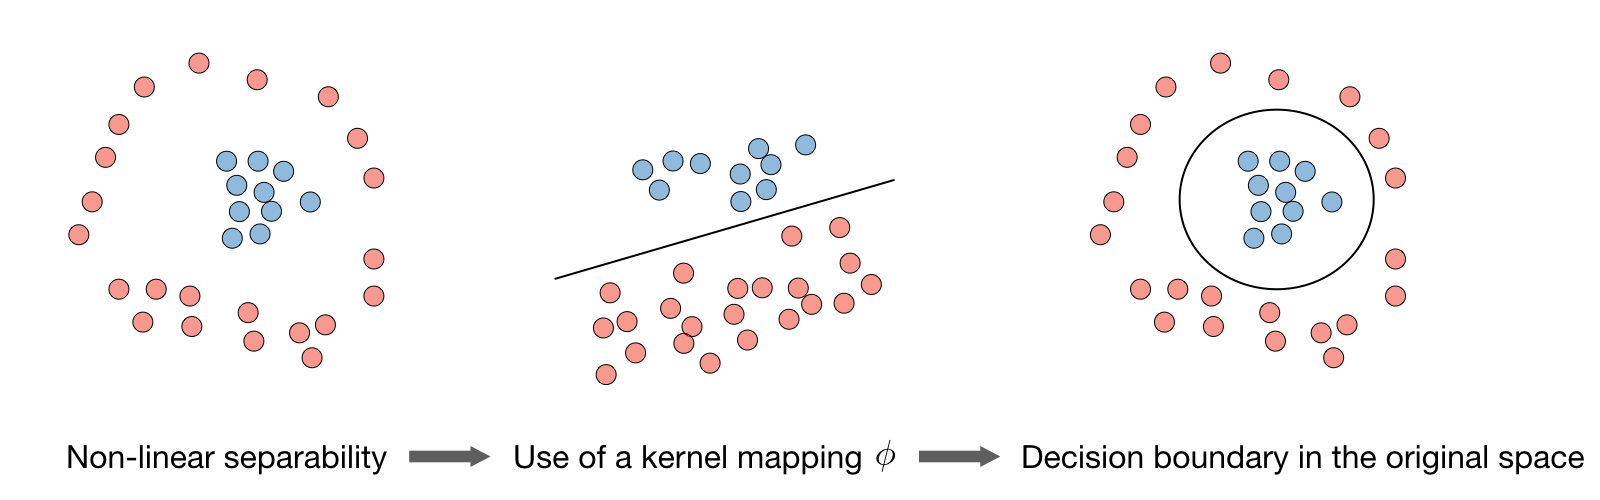 Non-linear separability
Use of a kernel mapping ϕ
Decision boundary in the original space